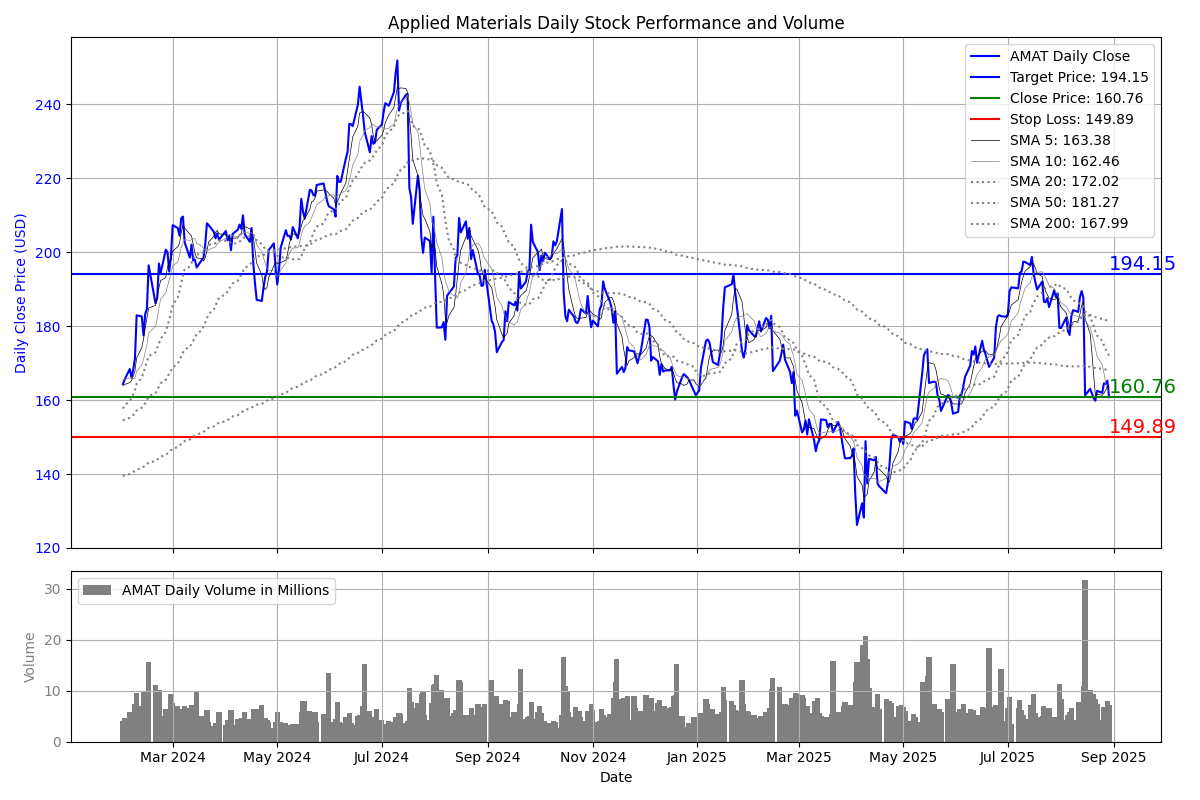 Applied Materials Daily Stock Performance and Volume
Daily Close Price (USD)
240
220
200
180
160
140
120
AMAT Daily Close
Target Price: 194.15
Close Price: 160.76
Stop Loss: 149.89
SMA 5: 163.38
SMA 10: 162.46
SMA 20: 172.02
SMA 50: 181.27
SMA 200: 167.99
194.15
160.76
149.89
Volume
30
20
10
0
AMAT Daily Volume in Millions
Mar 2024
May 2024
Jul 2024
Sep 2024
Nov 2024
Jan 2025
Mar 2025
May 2025
Jul 2025
Sep 2025
Date